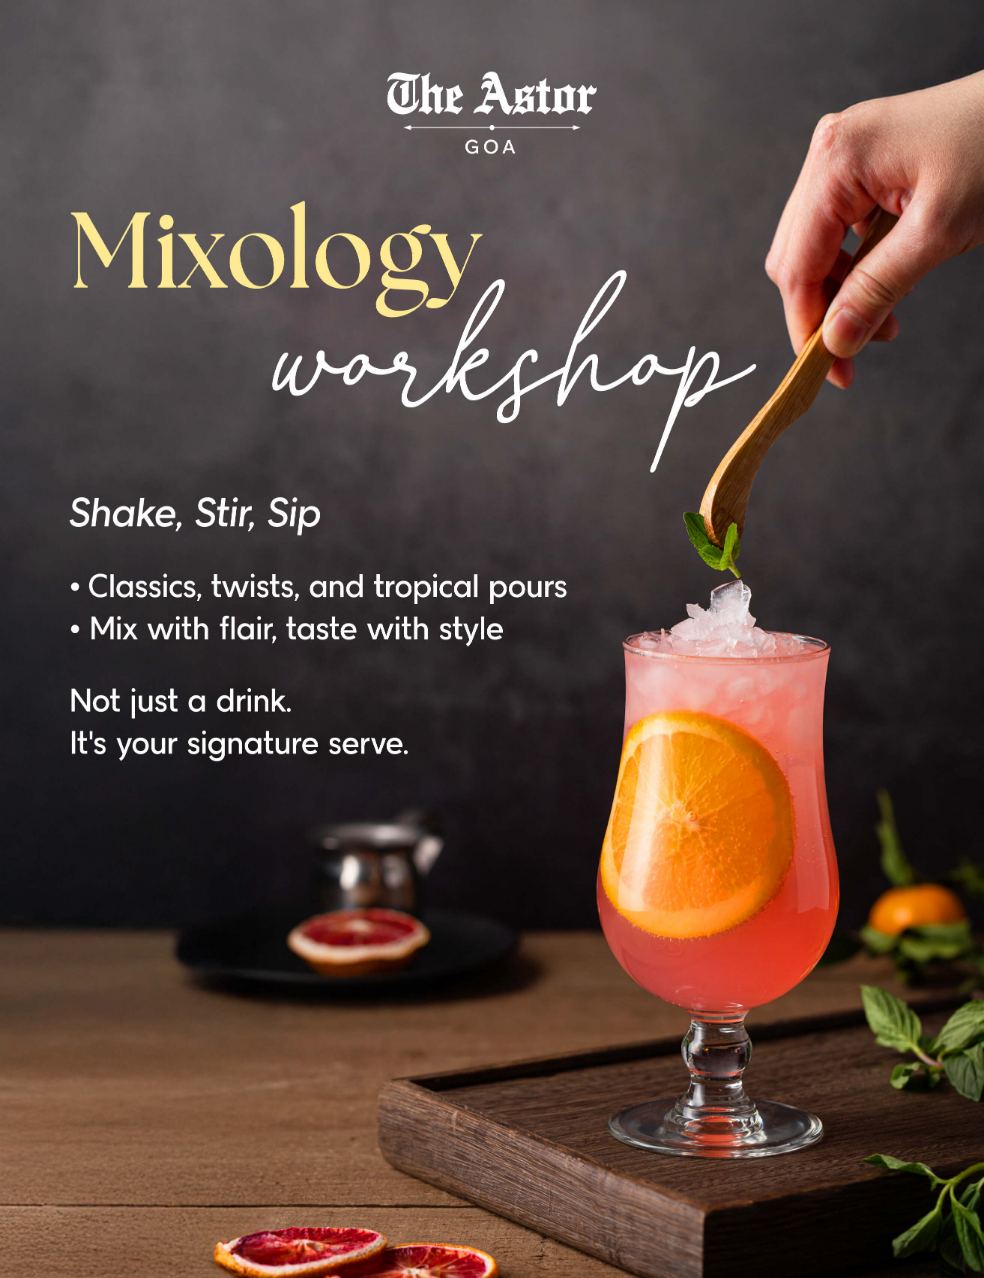 The Astor
GOA
Mixology
workshop
Shake, Stir, Sip
• Classics, twists, and tropical pours
• Mix with flair, taste with style
Not just a drink.
It's your signature serve.